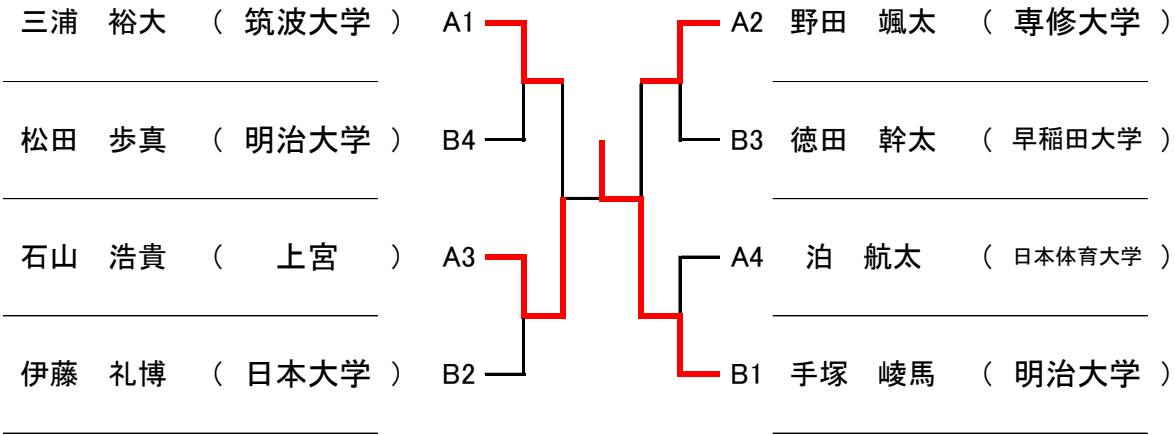 三浦　裕大　（ 筑波大学 ）　A1　A2　野田　颯太　（ 専修大学 ）
松田　歩真　（ 明治大学 ）　B4　B3　徳田　幹太　（ 早稲田大学 ）
石山　浩貴　（ 上宮 ）　A3　A4　泊　航太　（ 日本体育大学 ）
伊藤　礼博　（ 日本大学 ）　B2　B1　手塚　崚馬　（ 明治大学 ）